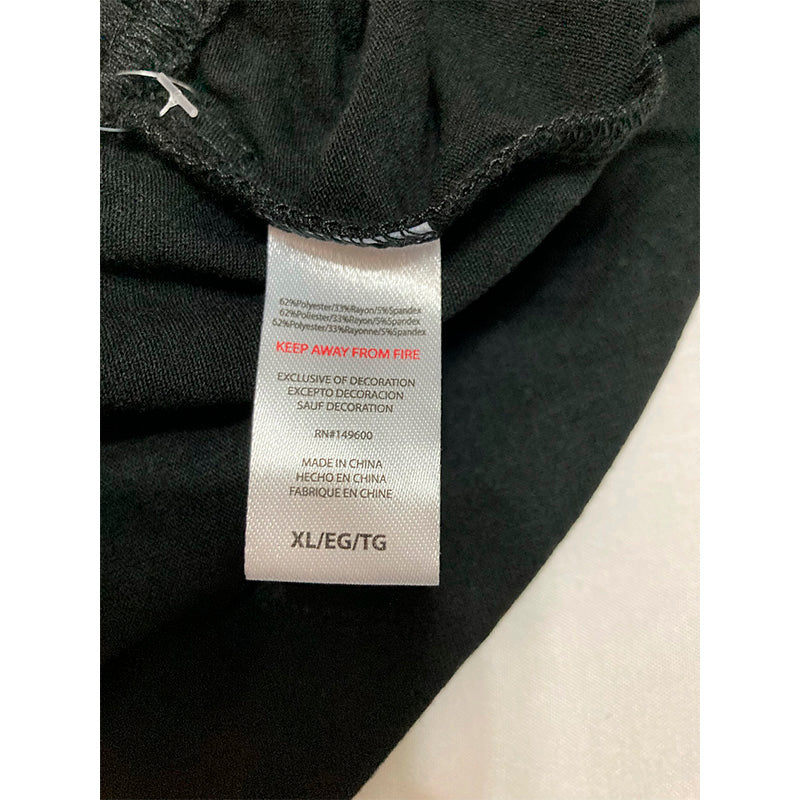 62%Polyester/33%Rayon/5%Spandex
62%Poliester/33%Rayon/5%Spandex
62%Polyester/33%Rayonne/5%Spandex
KEEP AWAY FROM FIRE
EXCLUSIVE OF DECORATION
EXCEPTO DECORACION
SAUF DECORATION
RN#149600
MADE IN CHINA
HECHO EN CHINA
FABRIQUE EN CHINE
XL/EG/TG